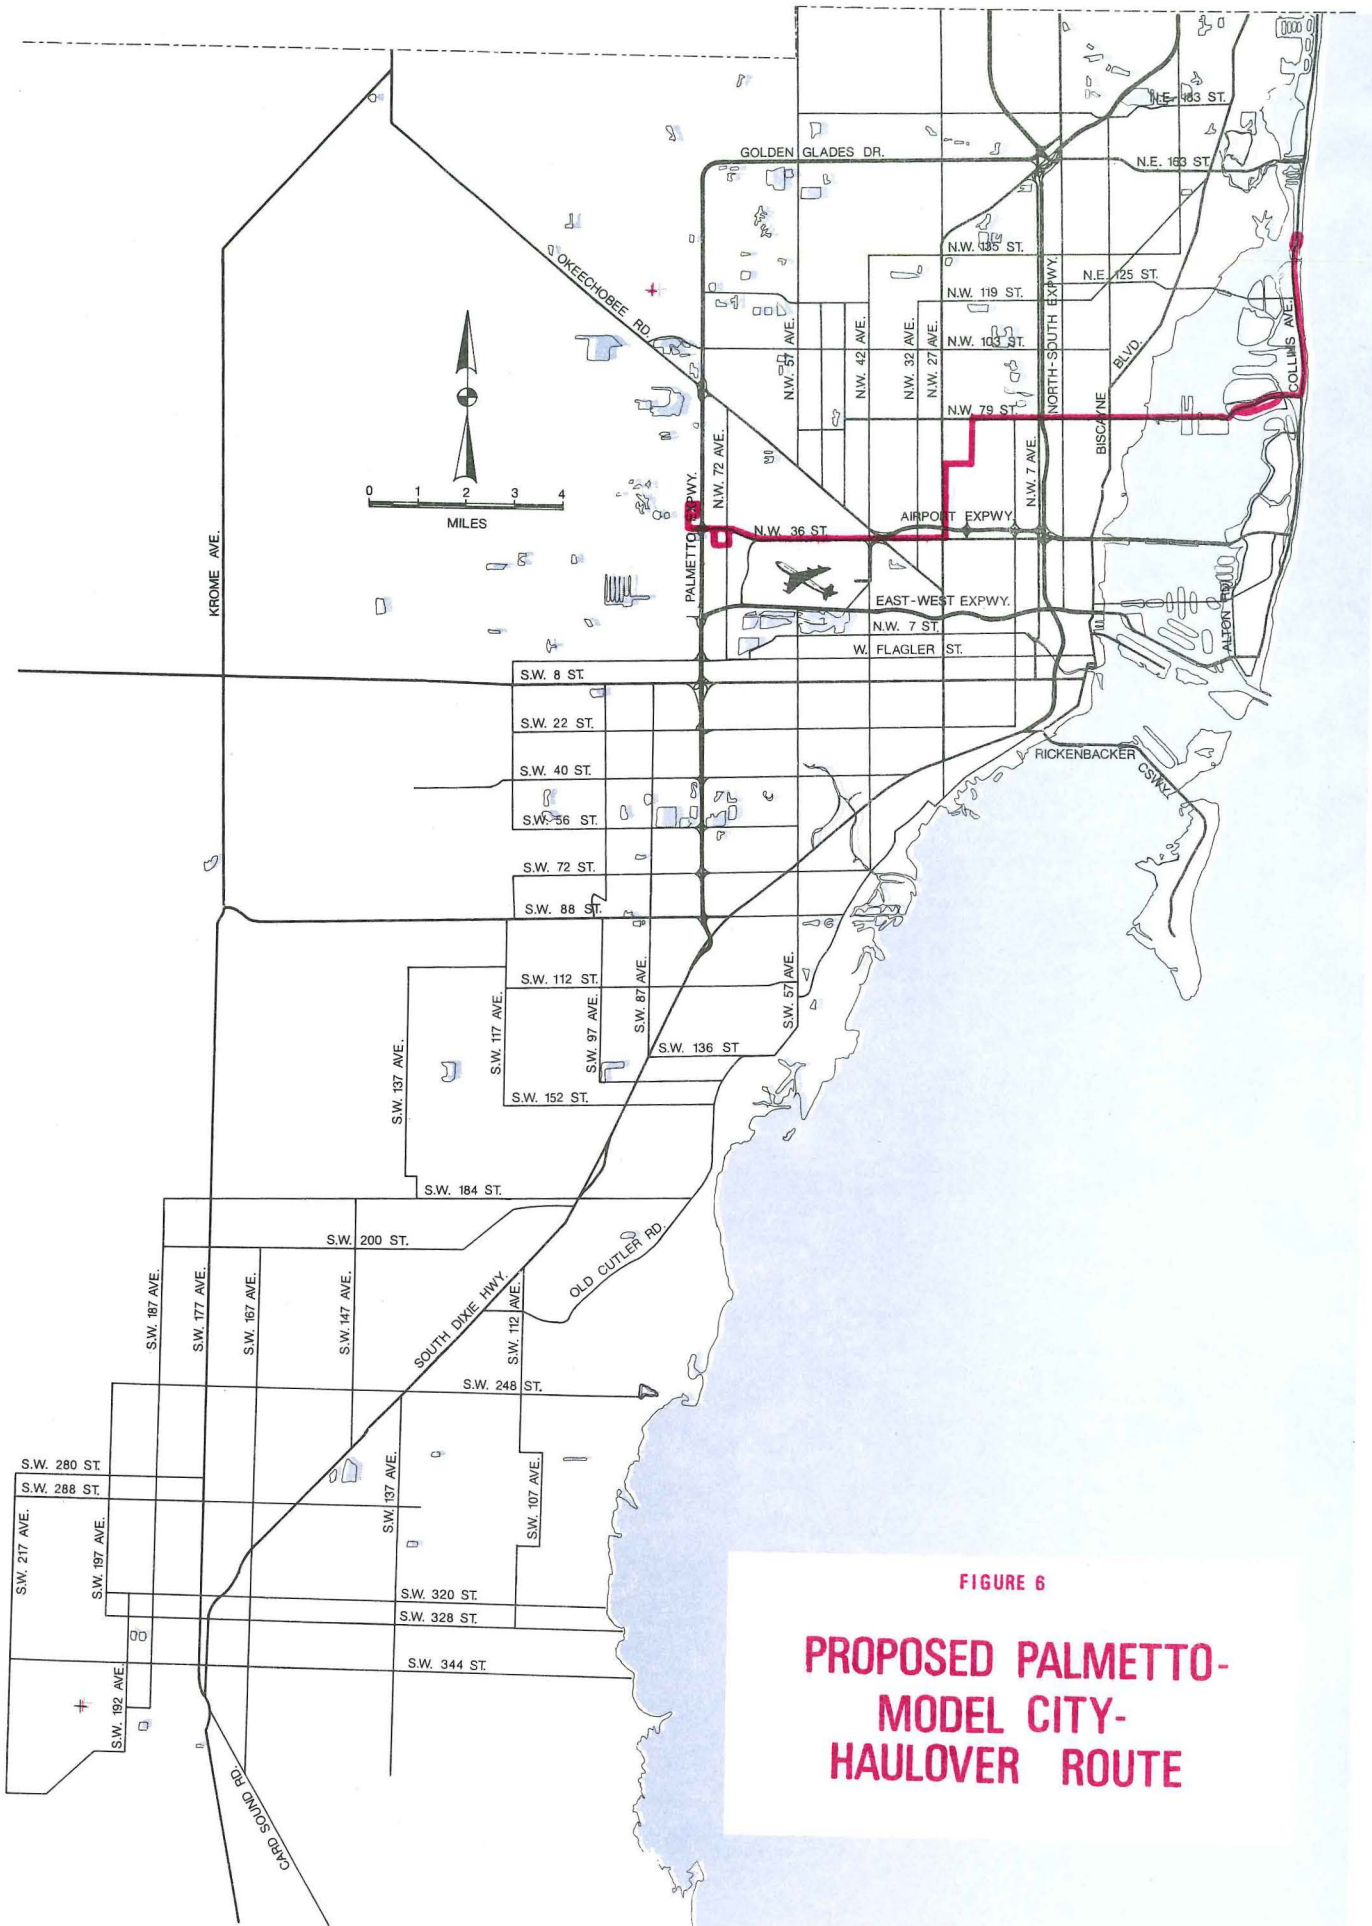 N.E. 183 ST.
GOLDEN GLADES DR.
N.E. 163 ST.
N.W. 135 ST.
OKEECHOBEE RD.
N.E. 125 ST.
N.W. 119 ST.
NORTH-SOUTH EXPWY.
N.W. 57 AVE.
N.W. 42 AVE.
N.W. 32 AVE.
N.W. 27 AVE.
N.W. 103 ST.
COLLINS AVE.
BISCAYNE BLVD.
N.W. 79 ST.
N.W. 72 AVE.
N.W. 7 AVE.
0 1 2 3 4
MILES
PALMETTO EXPWY.
N.W. 36 ST.
AIRPORT EXPWY.
KROME AVE.
EAST-WEST EXPWY.
ALTON RD.
N.W. 7 ST.
W. FLAGLER ST.
S.W. 8 ST.
S.W. 22 ST.
RICKENBACKER CSWY.
S.W. 40 ST.
S.W. 56 ST.
S.W. 72 ST.
S.W. 88 ST.
S.W. 112 ST.
S.W. 87 AVE.
S.W. 57 AVE.
S.W. 117 AVE.
S.W. 97 AVE.
S.W. 137 AVE.
S.W. 136 ST
S.W. 152 ST.
S.W. 184 ST.
S.W. 200 ST.
OLD CUTLER RD.
S.W. 187 AVE.
S.W. 177 AVE.
S.W. 167 AVE.
S.W. 147 AVE.
SOUTH DIXIE HWY.
S.W. 112 AVE.
S.W. 248 ST.
S.W. 280 ST.
S.W. 288 ST.
S.W. 217 AVE.
S.W. 197 AVE.
S.W. 137 AVE.
S.W. 107 AVE.
S.W. 320 ST.
S.W. 328 ST.
S.W. 344 ST.
S.W. 192 AVE.
CARD SOUND RD.
FIGURE 6
PROPOSED PALMETTO-
MODEL CITY-
HAULOVER ROUTE